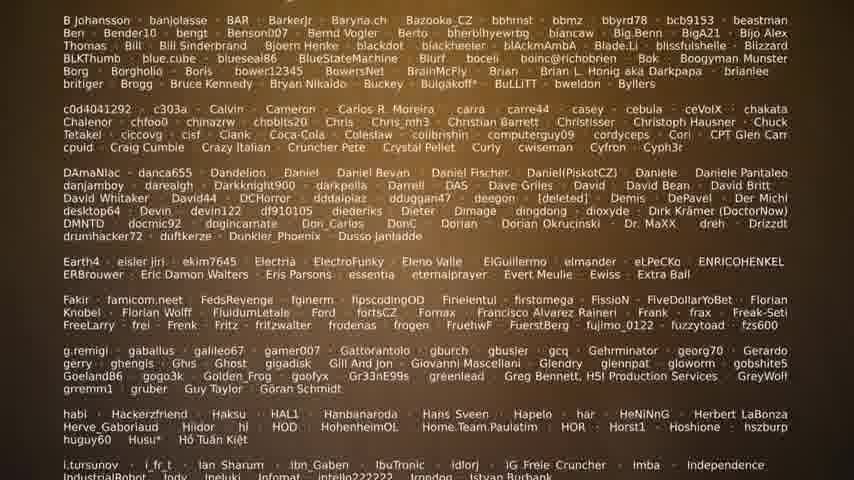 B Johansson · banjolasse · BAR · BarkerJr · Baryna.ch · Bazooka_CZ · bbhrnst · bbmz · bbyrd78 · bcb9153 · beastman
Ben · Bender10 · bengt · Benson007 · Bernd Vogler · Berto · bherblhyewrbg · biancaw · Big.Benn · BigA21 · Bijo Alex
Thomas · Bill · Bill Sinderbrand · Bjoern Henke · blackdot · blackheeler · blAckmAmbA · Blade.Li · blissfulshelle · Blizzard
BLKThumb · blue.cube · blueseal86 · BlueStateMachine · Blurf · boceli · boinc@richobrien · Bok · Boogyman Munster
Borg · Borgholio · Boris · bower12345 · BowersNet · BrainMcFly · Brian · Brian L. Honig aka Darkpapa · brianlee
britiger · Brogg · Bruce Kennedy · Bryan Nikaido · Buckey · Bulgakoff* · BuLLiTT · bweldon · Byllers
c0d4041292 · c303a · Calvin · Cameron · Carlos R. Moreira · carra · carre44 · casey · cebula · ceVolX · chakata
Chalenor · chfoo0 · chinazrw · choblts20 · Chris · Chris_mh3 · Christian Barrett · Christisser · Christoph Hausner · Chuck
Tetakel · ciccovg · cisf · Clank · Coca-Cola · Coleslaw · colibrishin · computerguy09 · cordyceps · Cori · CPT Glen Carr
cpuid · Craig Cumbie · Crazy Italian · Cruncher Pete · Crystal Pellet · Curly · cwiseman · Cyfron · Cyph3r
DAmaNIac · danca655 · Dandelion · Daniel · Daniel Bevan · Daniel Fischer · Daniel(PiskotCZ) · Daniele · Daniele Pantaleo
danjamboy · darealgh · Darkknight900 · darkpella · Darrell · DAS · Dave Griles · David · David Bean · David Britt
David Whitaker · David44 · DCHorror · dddaipiaz · dduggan47 · deegon · [deleted] · Demis · DePavel · Der Michl
desktop64 · Devin · devin122 · df910105 · diederiks · Dieter · Dimage · dingdong · dioxyde · Dirk Krämer (DoctorNow)
DMNTD · docmic92 · dogincarnate · Don_Carlos · DonC · Dorian · Dorian Okrucinski · Dr. MaXX · dreh · Drizzdt
drumhacker72 · duftkerze · Dunkler_Phoenix · Dusso Janladde
Earth4 · eisler jiri · ekim7645 · Electria · ElectroFunky · Eleno Valle · ElGuillermo · elmander · eLPeCKo · ENRICOHENKEL
ERBrouwer · Eric Damon Walters · Eris Parsons · essentia · eternalprayer · Evert Meulie · Ewiss · Extra Ball
Fakir · famicom.neet · FedsRevenge · fginerm · fipscodingOD · Firielentul · firstomega · FissioN · FiveDollarYoBet · Florian
Knobel · Florian Wolff · FluidumLetale · Ford · fortsCZ · Fornax · Francisco Alvarez Raineri · Frank · frax · Freak-Seti
FreeLarry · frei · Frenk · Fritz · fritzwalter · frodenas · frogen · FruehwF · FuerstBerg · fujimo_0122 · fuzzytoad · fzs600
g.remigi · gaballus · galileo67 · gamer007 · Gattorantolo · gburch · gbusler · gcq · Gehrminator · georg70 · Gerardo
gerry · ghengis · Ghis · Ghost · gigadisk · Gill And Jon · Giovanni Mascellani · Glendry · glennpat · gloworm · gobshite5
Goeland86 · gogo3k · Golden_Frog · goofyx · Gr33nE99s · greenlead · Greg Bennett, HSI Production Services · GreyWolf
grremm1 · gruber · Guy Taylor · Göran Schmidt
habi · Hackerzfriend · Haksu · HAL1 · Hanbanaroda · Hans Sveen · Hapelo · har · HeNiNnG · Herbert LaBonza
Herve_Gaboriaud · Hiidor · hl · HOD · HohenheimOL · Home.Team.Paulatim · HOR · Horst1 · Hoshione · hszburp
huguy60 · Husu* · Hồ Tuấn Kiệt
i.tursunov · i_fr_t · Ian Sharum · Ibn_Gaben · IbuTronic · idlorj · IG Freie Cruncher · Imba · Independence
IndustrialRobot · Istvan Burbank